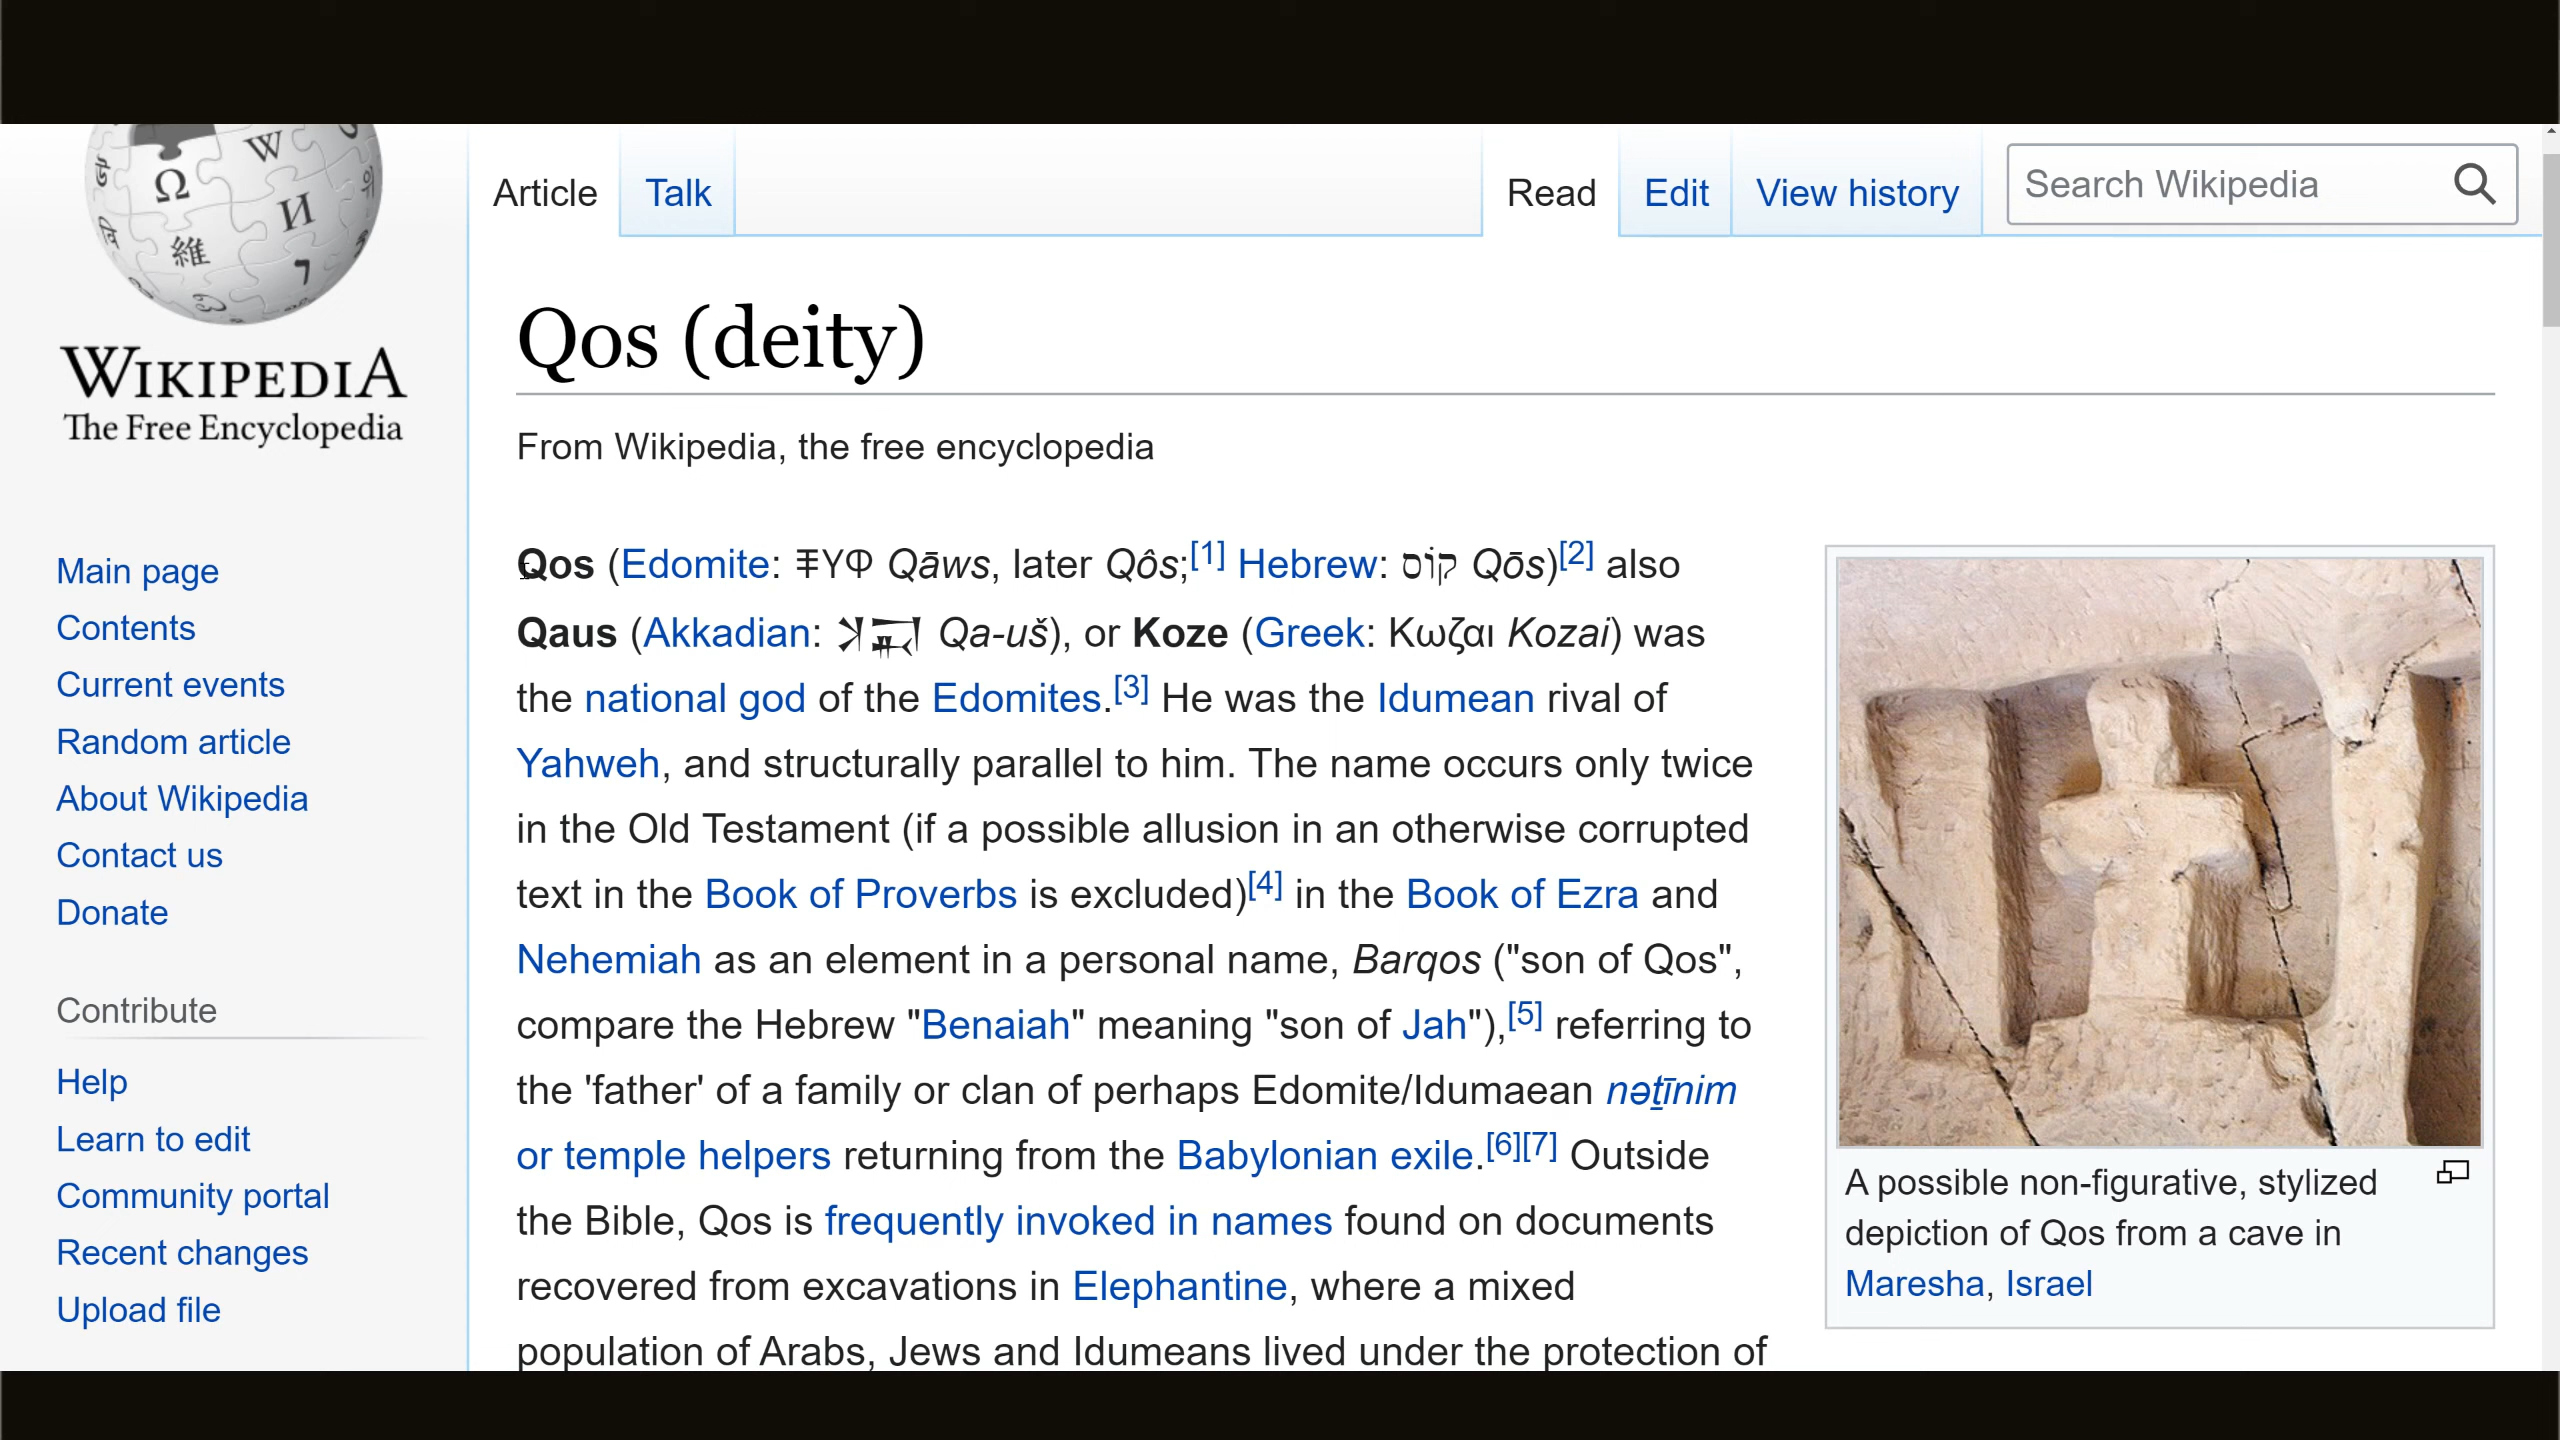 WIKIPEDIA
The Free Encyclopedia
Main page
Contents
Current events
Random article
About Wikipedia
Contact us
Donate
Contribute
Help
Learn to edit
Community portal
Recent changes
Upload file
Article Talk Read Edit View history Search Wikipedia
Qos (deity)
From Wikipedia, the free encyclopedia
Qos (Edomite: 𐤒𐤅𐤎 Qāws, later Qôs;[1] Hebrew: קוֹס Qōs)[2] also
Qaus (Akkadian: Qa-uš), or Koze (Greek: Κωζαι Kozai) was
the national god of the Edomites.[3] He was the Idumean rival of
Yahweh, and structurally parallel to him. The name occurs only twice
in the Old Testament (if a possible allusion in an otherwise corrupted
text in the Book of Proverbs is excluded)[4] in the Book of Ezra and
Nehemiah as an element in a personal name, Barqos ("son of Qos",
compare the Hebrew "Benaiah" meaning "son of Jah"),[5] referring to
the 'father' of a family or clan of perhaps Edomite/Idumaean nəṯīnim
or temple helpers returning from the Babylonian exile.[6][7] Outside
the Bible, Qos is frequently invoked in names found on documents
recovered from excavations in Elephantine, where a mixed
population of Arabs, Jews and Idumeans lived under the protection of
A possible non-figurative, stylized
depiction of Qos from a cave in
Maresha, Israel